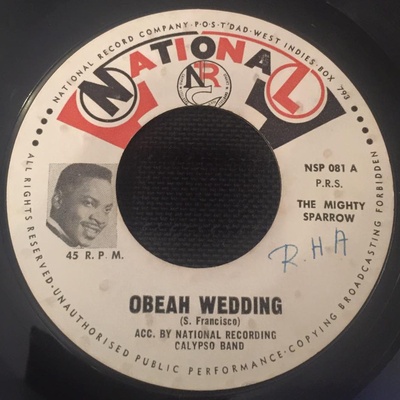 NATIONAL RECORD COMPANY-P-O-S-T'DAD-WEST INDIES-BOX 793
NATIONAL
NR
NSP 081 A
P.R.S.
THE MIGHTY
SPARROW
45 R.P.M.
R.H.A
OBEAH WEDDING
(S. Francisco)
ACC. BY NATIONAL RECORDING
CALYPSO BAND
ALL RIGHTS RESERVED-UNAUTHORISED PUBLIC PERFORMANCE-COPYING BROADCASTING FORBIDDEN